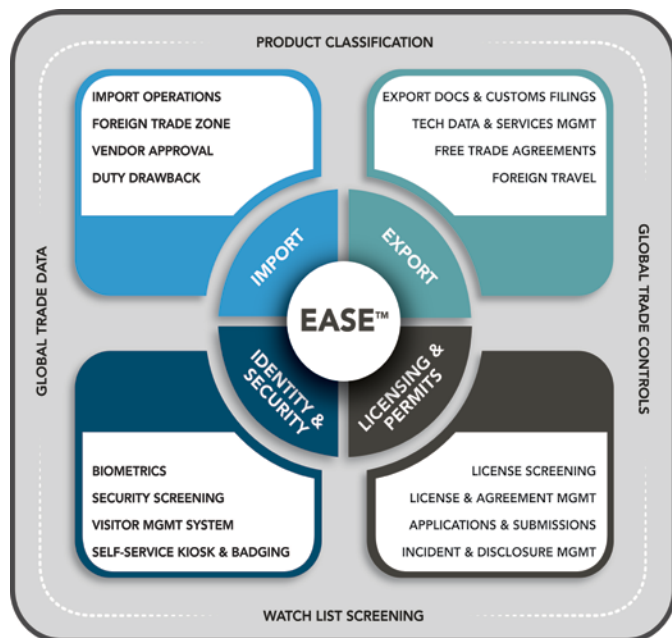 PRODUCT CLASSIFICATION
IMPORT OPERATIONS
FOREIGN TRADE ZONE
VENDOR APPROVAL
DUTY DRAWBACK
EXPORT DOCS & CUSTOMS FILINGS
TECH DATA & SERVICES MGMT
FREE TRADE AGREEMENTS
FOREIGN TRAVEL
GLOBAL TRADE DATA
IMPORT
EXPORT
EASE™
IDENTITY &
SECURITY
LICENSING &
PERMITS
GLOBAL TRADE CONTROLS
BIOMETRICS
SECURITY SCREENING
VISITOR MGMT SYSTEM
SELF-SERVICE KIOSK & BADGING
LICENSE SCREENING
LICENSE & AGREEMENT MGMT
APPLICATIONS & SUBMISSIONS
INCIDENT & DISCLOSURE MGMT
WATCH LIST SCREENING